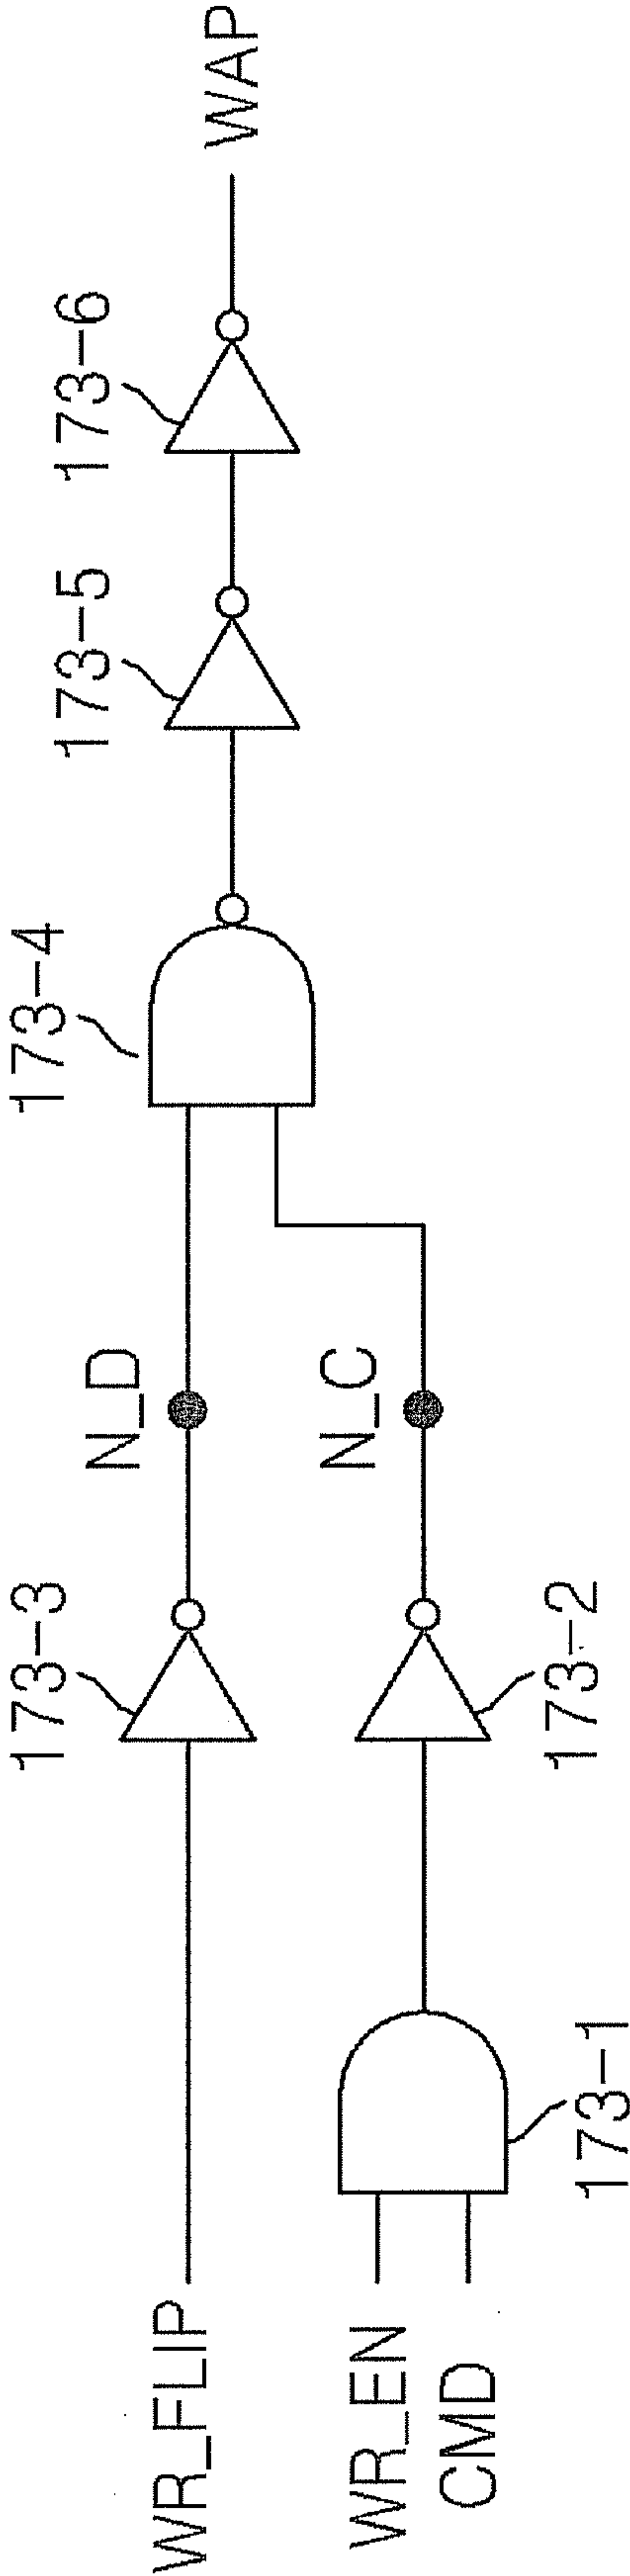 WR_FLIP
WR_EN
CMD
173-1
173-2
173-3
N_D
N_C
173-4
173-5
173-6
WAP